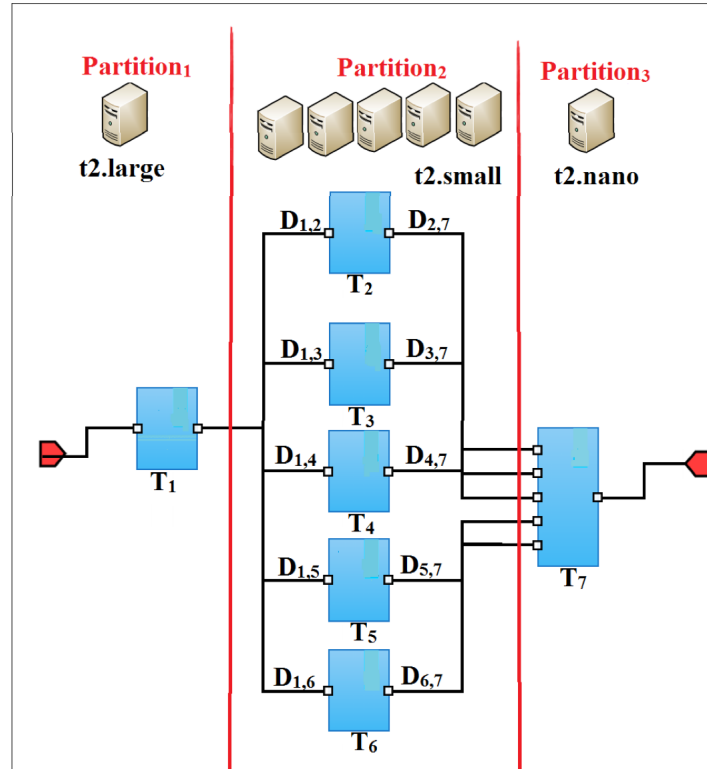 Partition₁
Partition₂
Partition₃
t2.large
t2.small
t2.nano
D₁,₂
D₂,₇
T₂
D₁,₃
D₃,₇
T₃
D₁,₄
D₄,₇
T₁
T₄
D₁,₅
D₅,₇
T₇
T₅
D₁,₆
D₆,₇
T₆